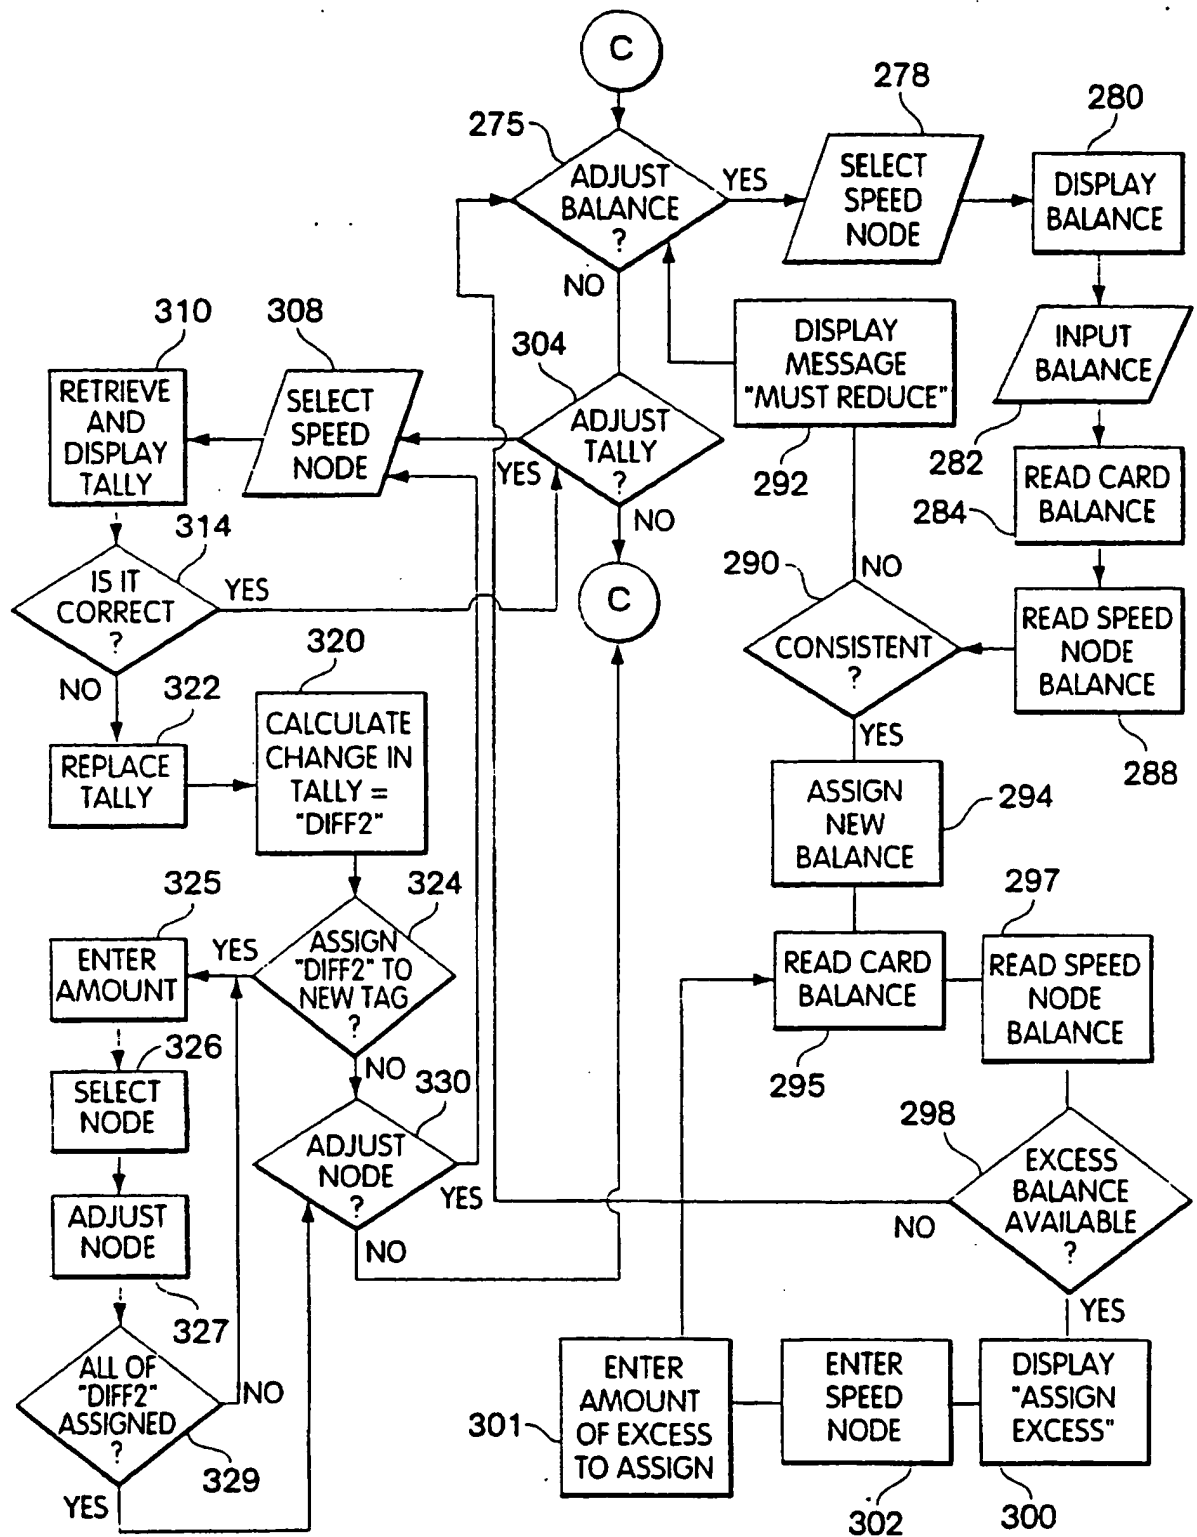 C
275
ADJUST
BALANCE
?
YES
NO
278
SELECT
SPEED
NODE
280
DISPLAY
BALANCE
INPUT
BALANCE
282
READ CARD
BALANCE
284
READ SPEED
NODE
BALANCE
288
DISPLAY
MESSAGE
"MUST REDUCE"
292
290
NO
CONSISTENT
?
YES
ASSIGN
NEW
BALANCE
294
READ CARD
BALANCE
295
297
READ SPEED
NODE
BALANCE
298
EXCESS
BALANCE
AVAILABLE
?
NO
YES
DISPLAY
"ASSIGN
EXCESS"
300
ENTER
SPEED
NODE
302
ENTER
AMOUNT
OF EXCESS
TO ASSIGN
301
304
ADJUST
TALLY
?
YES
NO
C
308
SELECT
SPEED
NODE
310
RETRIEVE
AND
DISPLAY
TALLY
314
IS IT
CORRECT
?
YES
NO
322
REPLACE
TALLY
320
CALCULATE
CHANGE IN
TALLY =
"DIFF2"
324
ASSIGN
"DIFF2" TO
NEW TAG
?
YES
NO
325
ENTER
AMOUNT
326
SELECT
NODE
ADJUST
NODE
327
ALL OF
"DIFF2"
ASSIGNED
?
NO
329
YES
330
ADJUST
NODE
?
YES
NO